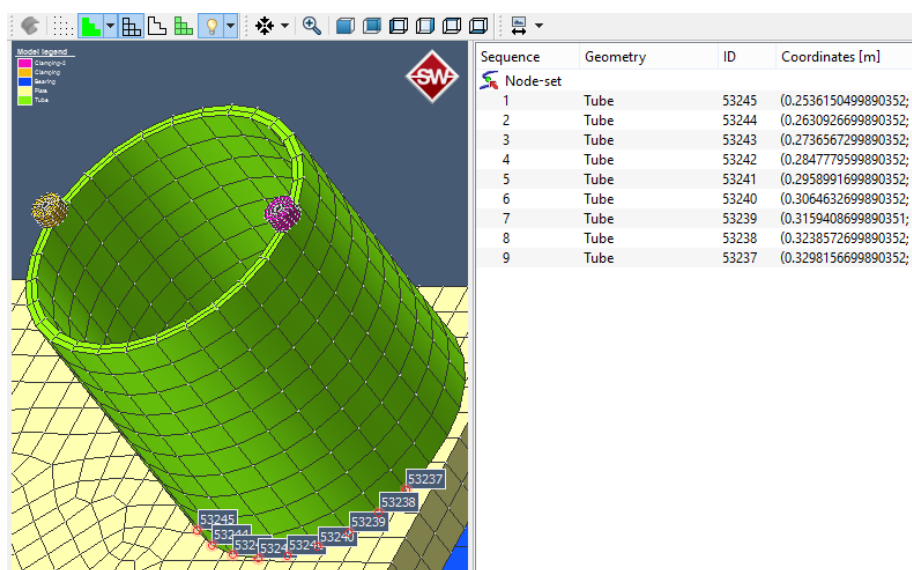 Model legend
Clamping-2
Clamping
Bearing
Plate
Tube
SW
53237
53238
53239
53240
53245
Sequence Geometry ID Coordinates [m]
Node-set
1 Tube 53245 (0.2536150499890352;
2 Tube 53244 (0.2630926699890352;
3 Tube 53243 (0.2736567299890352;
4 Tube 53242 (0.2847779599890352;
5 Tube 53241 (0.2958991699890352;
6 Tube 53240 (0.3064632699890352;
7 Tube 53239 (0.3159408699890351;
8 Tube 53238 (0.3238572699890352;
9 Tube 53237 (0.3298156699890352;